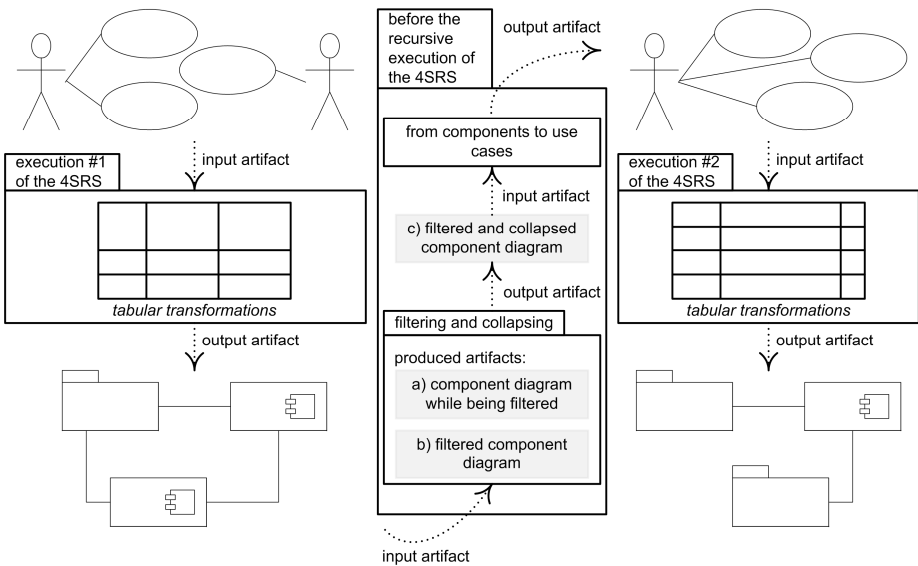 input artifact
execution #1
of the 4SRS
tabular transformations
output artifact
before the
recursive
execution of
the 4SRS
output artifact
from components to use
cases
input artifact
c) filtered and collapsed
component diagram
output artifact
filtering and collapsing
produced artifacts:
a) component diagram
while being filtered
b) filtered component
diagram
input artifact
input artifact
execution #2
of the 4SRS
tabular transformations
output artifact